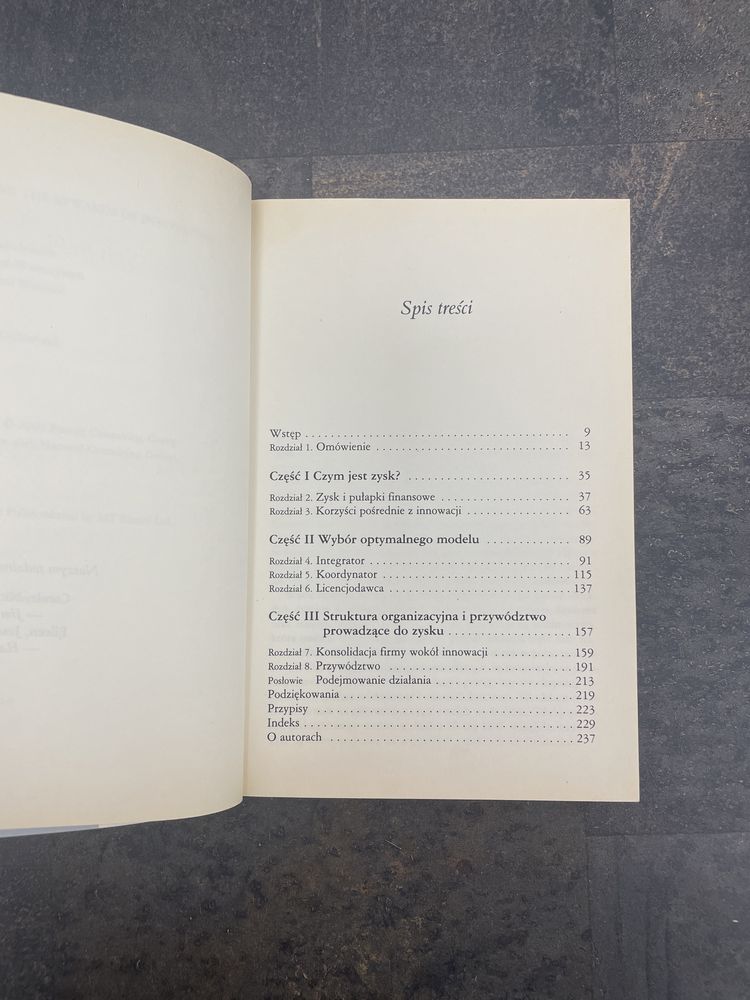 Spis treści
Wstęp . . . . . . . . . . . . . . . . . . . . . . . . . . . . . . . . . . 9
Rozdział 1. Omówienie . . . . . . . . . . . . . . . . . . . . . . . . 13
Część I Czym jest zysk? . . . . . . . . . . . . . . . . . . . . 35
Rozdział 2. Zysk i pułapki finansowe . . . . . . . . . . . . . . . . 37
Rozdział 3. Korzyści pośrednie z innowacji . . . . . . . . . . . . . 63
Część II Wybór optymalnego modelu . . . . . . . . . . 89
Rozdział 4. Integrator . . . . . . . . . . . . . . . . . . . . . . . . . 91
Rozdział 5. Koordynator . . . . . . . . . . . . . . . . . . . . . . . 115
Rozdział 6. Licencjodawca . . . . . . . . . . . . . . . . . . . . . . 137
Część III Struktura organizacyjna i przywództwo
prowadzące do zysku . . . . . . . . . . . . . . . 157
Rozdział 7. Konsolidacja firmy wokół innowacji . . . . . . . . . . 159
Rozdział 8. Przywództwo . . . . . . . . . . . . . . . . . . . . . . 191
Posłowie Podejmowanie działania . . . . . . . . . . . . . . . . . 213
Podziękowania . . . . . . . . . . . . . . . . . . . . . . . . . . . . 219
Przypisy . . . . . . . . . . . . . . . . . . . . . . . . . . . . . . . . 223
Indeks . . . . . . . . . . . . . . . . . . . . . . . . . . . . . . . . . 229
O autorach . . . . . . . . . . . . . . . . . . . . . . . . . . . . . . 237